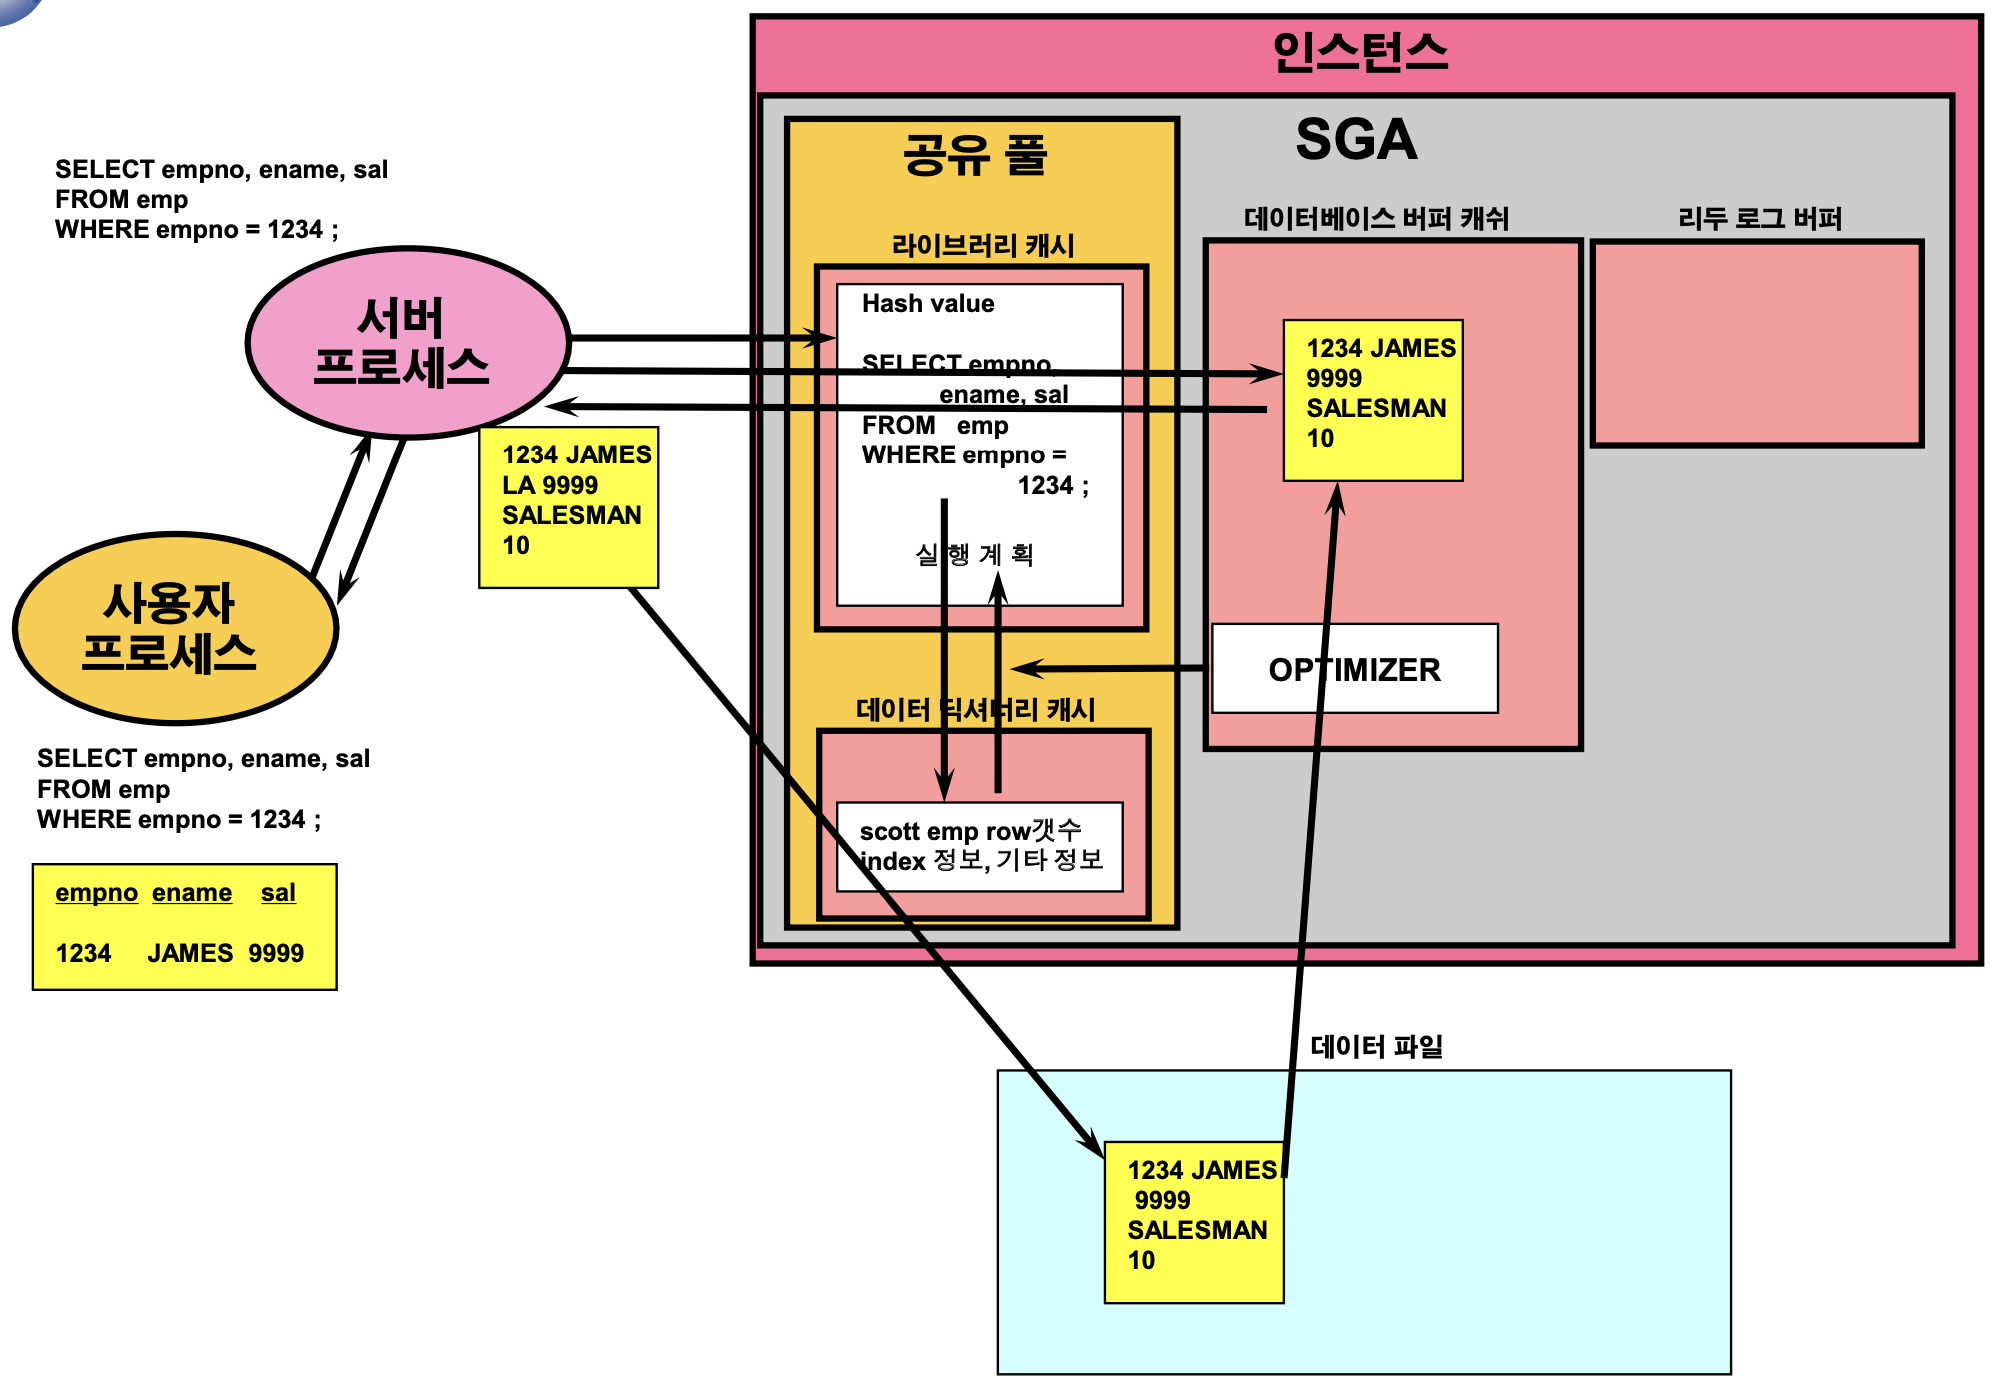 인스턴스
SGA
공유 풀
SELECT empno, ename, sal
FROM emp
WHERE empno = 1234 ;
서버
프로세스
라이브러리 캐시
Hash value
SELECT empno,
ename, sal
FROM emp
WHERE empno =
1234 ;
실 행 계 획
데이터베이스 버퍼 캐쉬
1234 JAMES
9999
SALESMAN
10
리두 로그 버퍼
1234 JAMES
LA 9999
SALESMAN
10
사용자
프로세스
OPTIMIZER
데이터 딕셔너리 캐시
scott emp row갯수
index 정보, 기타 정보
SELECT empno, ename, sal
FROM emp
WHERE empno = 1234 ;
empno ename sal
1234 JAMES 9999
데이터 파일
1234 JAMES
9999
SALESMAN
10